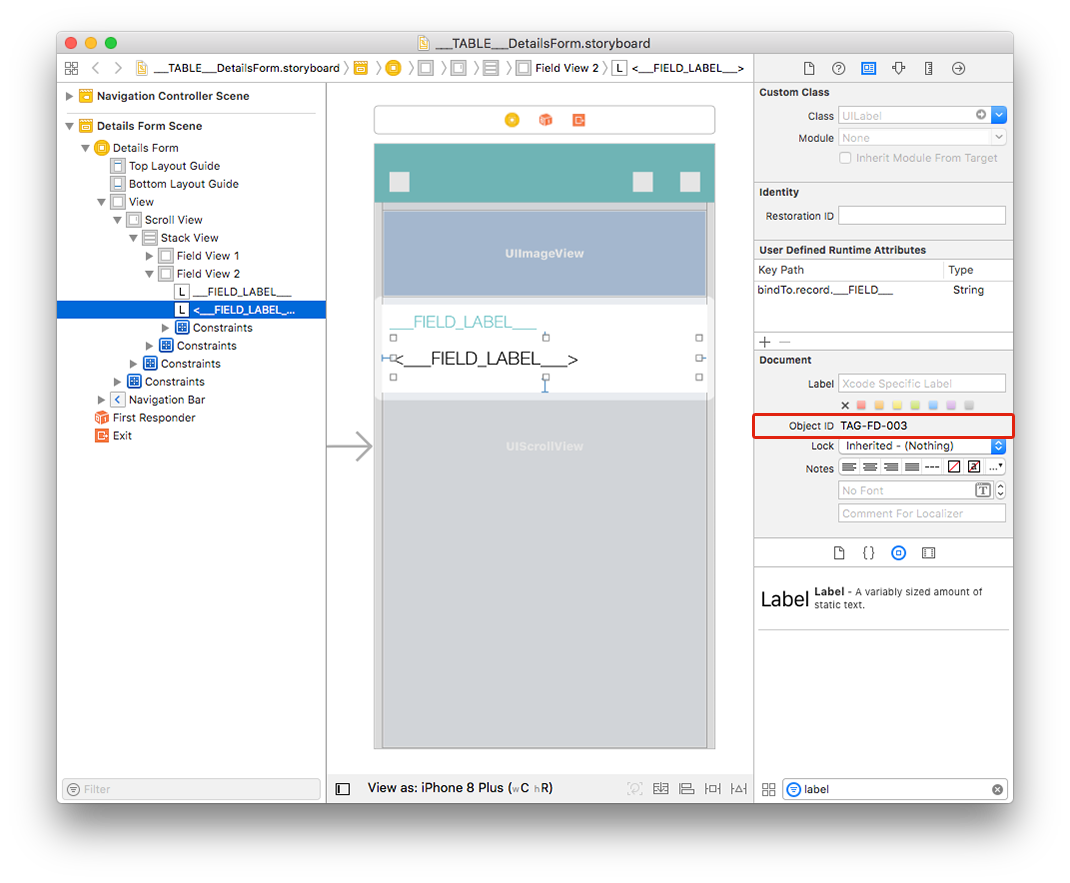 ___TABLE___DetailsForm.storyboard
___TABLE___DetailsForm.storyboard
Field View 2
L
<___FIELD_LABEL___>
Navigation Controller Scene
Details Form Scene
Details Form
Top Layout Guide
Bottom Layout Guide
View
Scroll View
Stack View
Field View 1
Field View 2
L ___FIELD_LABEL___
L <___FIELD_LABEL_...
Constraints
Constraints
Constraints
Constraints
Navigation Bar
First Responder
Exit
Filter
UIImageView
___FIELD_LABEL___
<___FIELD_LABEL___>
UIScrollView
View as: iPhone 8 Plus (wC hR)
Custom Class
Class UILabel
Module None
Inherit Module From Target
Identity
Restoration ID
User Defined Runtime Attributes
Key Path Type
bindTo.record.___FIELD___ String
Document
Label Xcode Specific Label
Object ID TAG-FD-003
Lock Inherited - (Nothing)
Notes
No Font
Comment For Localizer
Label
Label - A variably sized amount of
static text.
label